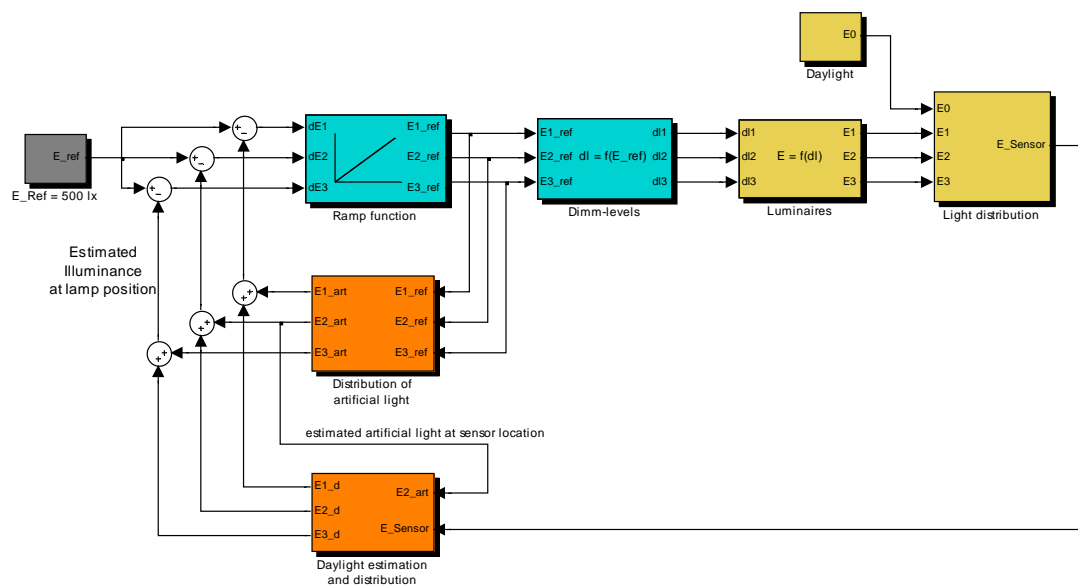 E0
Daylight
E_ref
E_Ref = 500 lx
dE1
dE2
dE3
E1_ref
E2_ref
E3_ref
Ramp function
E1_ref
E2_ref
E3_ref
dI = f(E_ref)
dI1
dI2
dI3
Dimm-levels
dI1
dI2
dI3
E = f(dI)
E1
E2
E3
Luminaires
E0
E1
E2
E3
E_Sensor
Light distribution
Estimated
Illuminance
at lamp position
E1_art
E2_art
E3_art
E1_ref
E2_ref
E3_ref
Distribution of
artificial light
estimated artificial light at sensor location
E1_d
E2_d
E3_d
E2_art
E_Sensor
Daylight estimation
and distribution